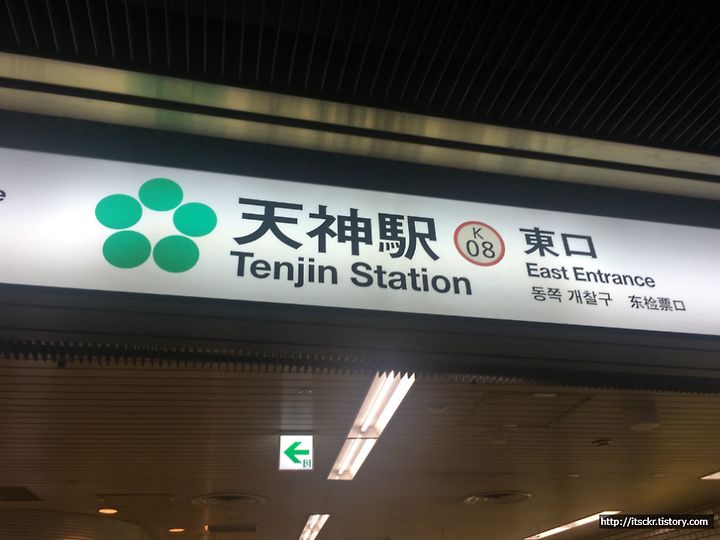 天神駅
Tenjin Station
K
08
東口
East Entrance
동쪽 개찰구 东检票口
http://itsckr.tistory.com